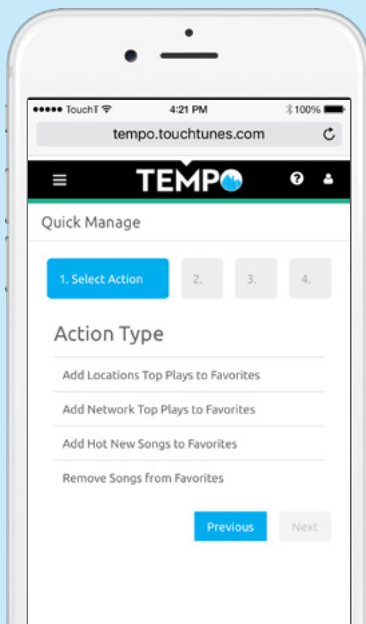 TouchT 4:21 PM 100%
tempo.touchtunes.com
TEMPO
Quick Manage
1. Select Action 2. 3. 4.
Action Type
Add Locations Top Plays to Favorites
Add Network Top Plays to Favorites
Add Hot New Songs to Favorites
Remove Songs from Favorites
Previous Next